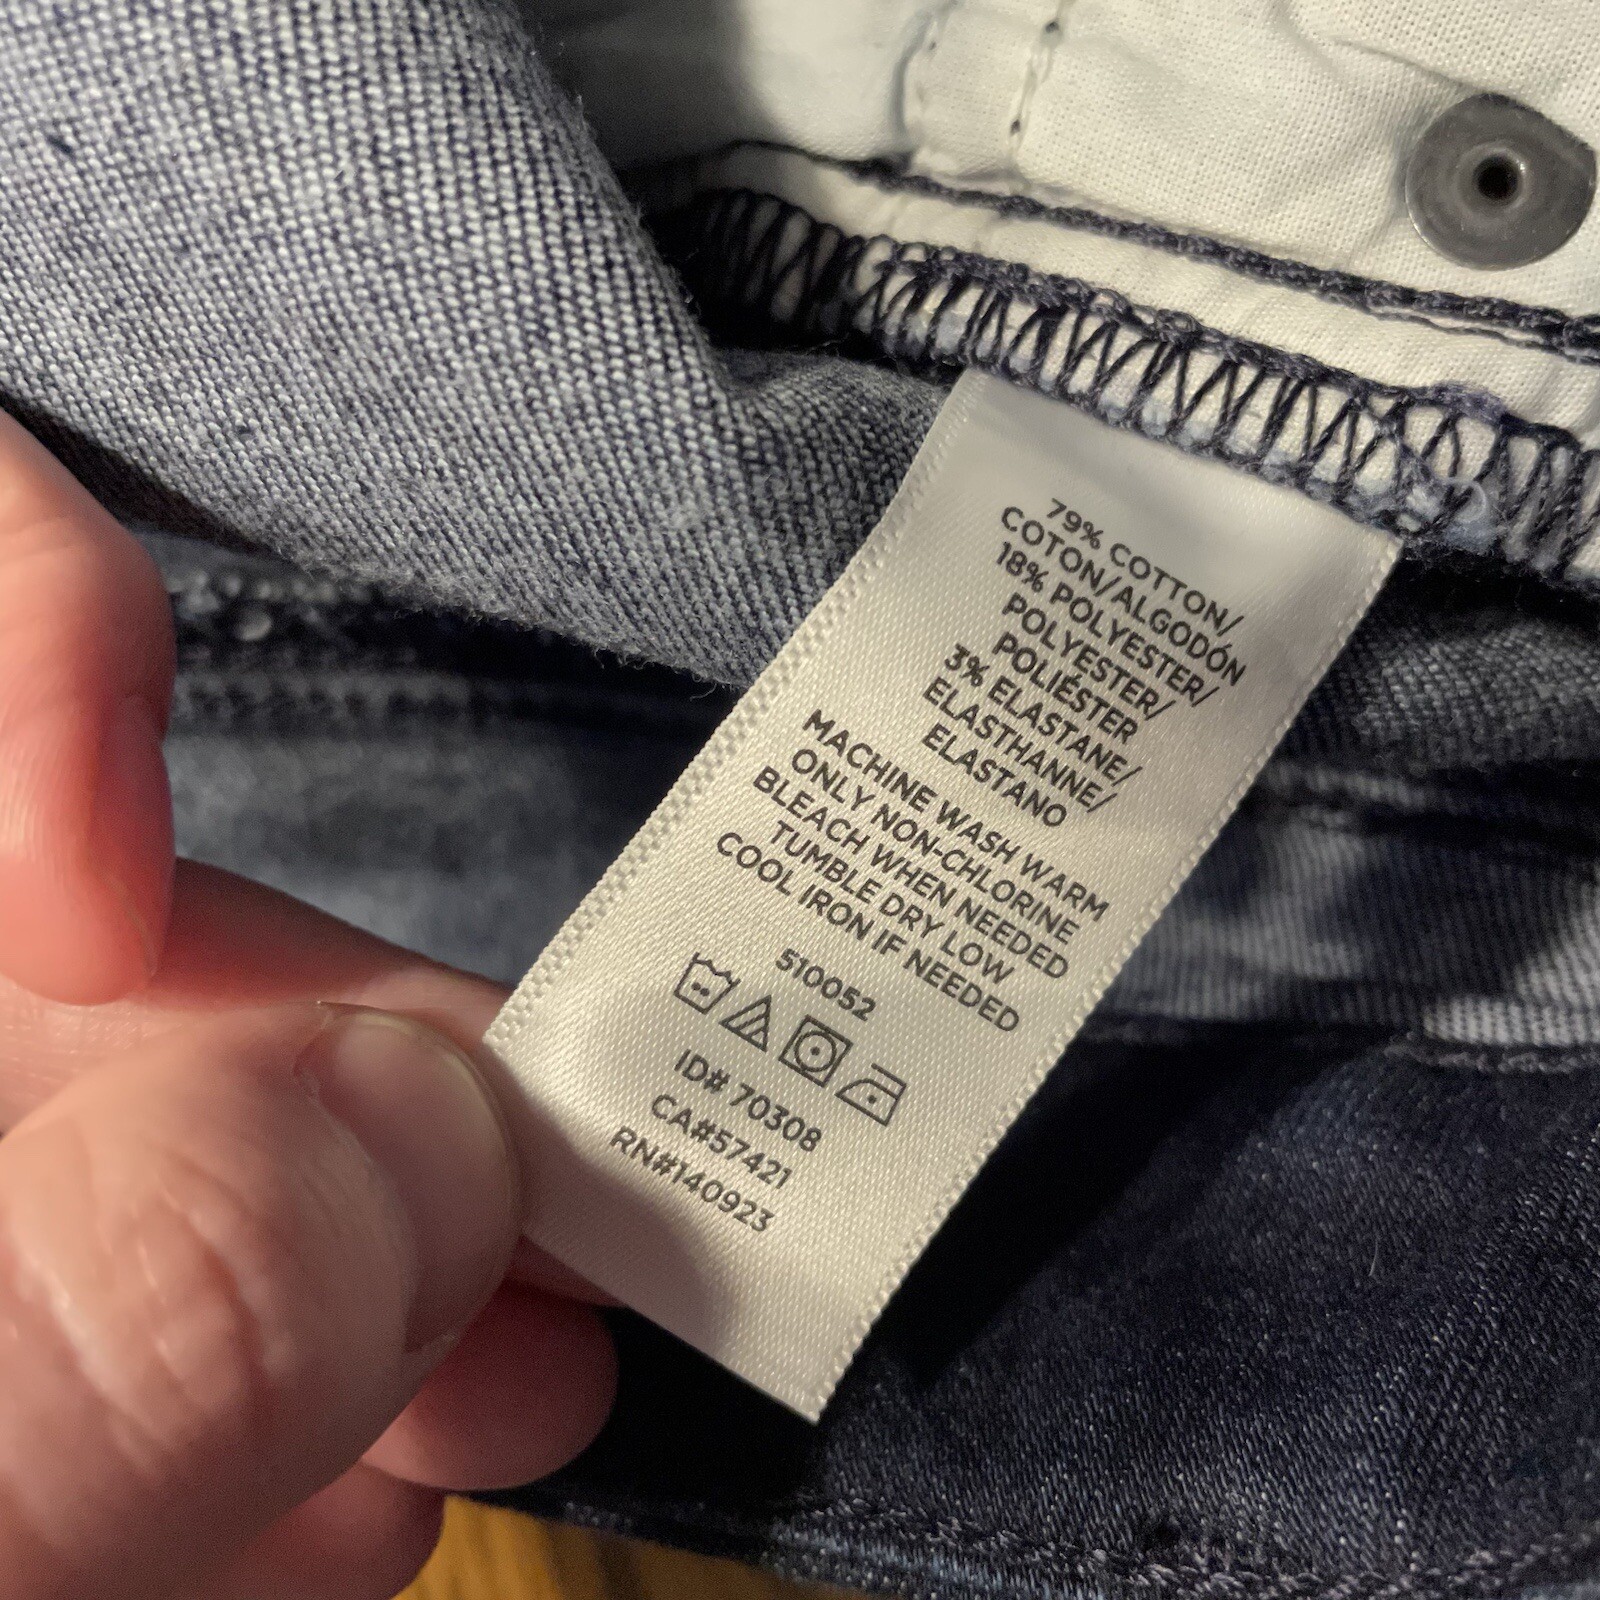 79% COTTON/
COTON/ALGODÓN
18% POLYESTER/
POLYESTER/
POLIÉSTER
3% ELASTANE/
ELASTHANNE/
ELASTANO
MACHINE WASH WARM
ONLY NON-CHLORINE
BLEACH WHEN NEEDED
TUMBLE DRY LOW
COOL IRON IF NEEDED
510052
ID# 70308
CA#57421
RN#140923